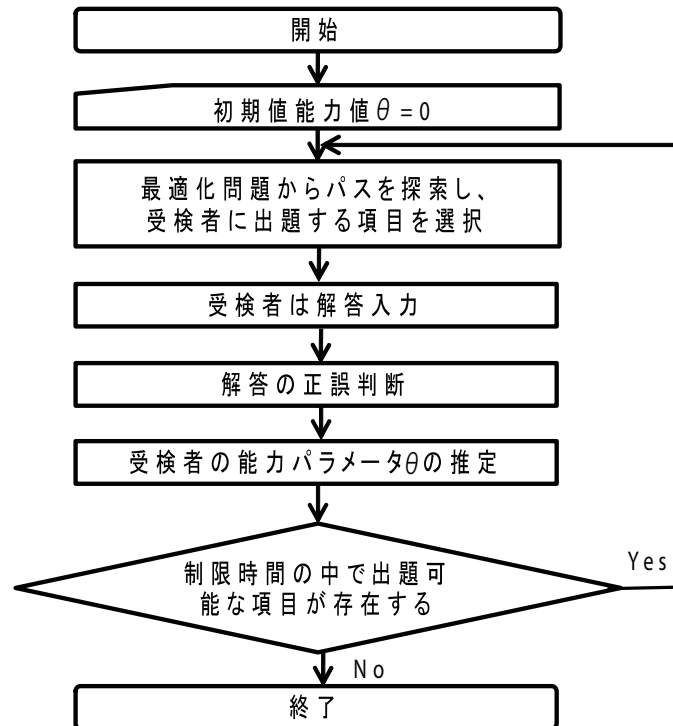 開始
初期値能力値θ=0
最適化問題からパスを探索し、
受検者に出題する項目を選択
受検者は解答入力
解答の正誤判断
受検者の能力パラメータθの推定
制限時間の中で出題可
能な項目が存在する
Yes
No
終了